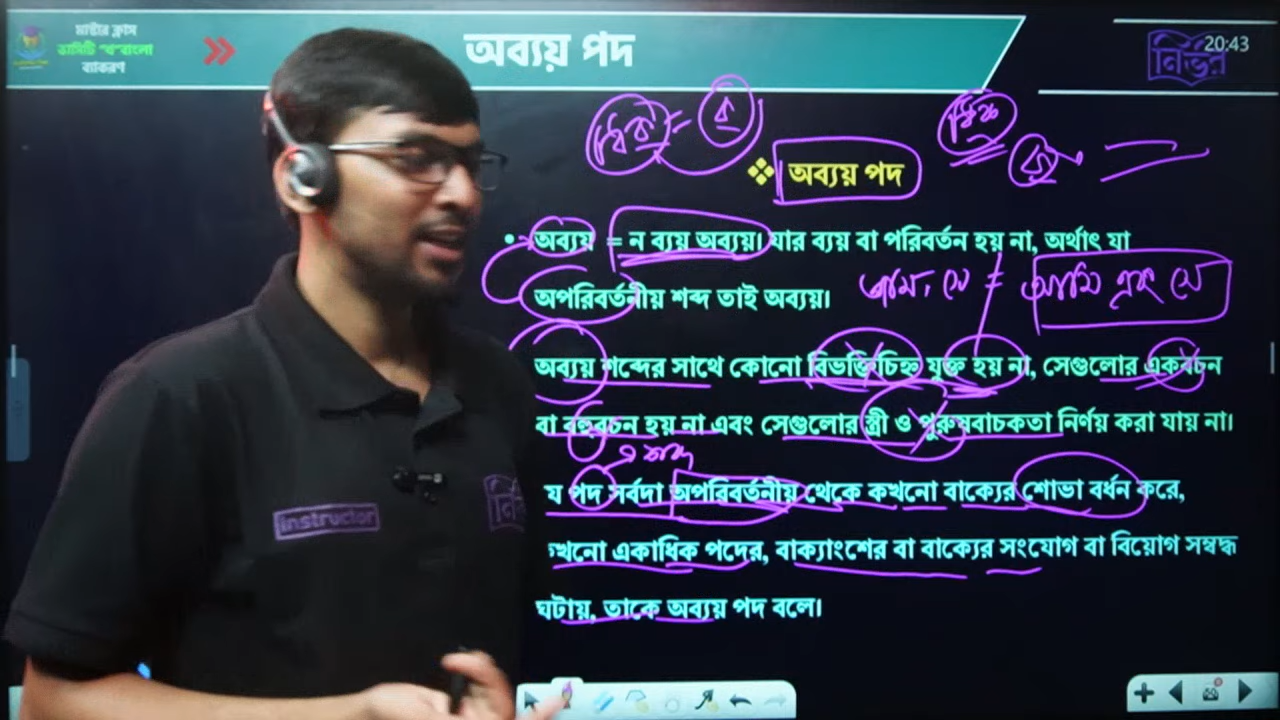 মাস্টার ক্লাস
ভার্সিটি "খ" বাংলা
ব্যাকরণ
অব্যয় পদ
20:43
নির্ভর
❖ অব্যয় পদ
• অব্যয় = ন ব্যয় অব্যয়। যার ব্যয় বা পরিবর্তন হয় না, অর্থাৎ যা
অপরিবর্তনীয় শব্দ তাই অব্যয়।
আমি এবং সে
অব্যয় শব্দের সাথে কোনো বিভক্তিচিহ্ন যুক্ত হয় না, সেগুলোর একবচন
বা বহুবচন হয় না এবং সেগুলোর স্ত্রী ও পুরুষবাচকতা নির্ণয় করা যায় না।
পদ সর্বদা অপরিবর্তনীয় থেকে কখনো বাক্যের শোভা বর্ধন করে,
একাধিক পদের, বাক্যাংশের বা বাক্যের সংযোগ বা বিয়োগ সম্বন্ধ
ঘটায়, তাকে অব্যয় পদ বলে।
instructor